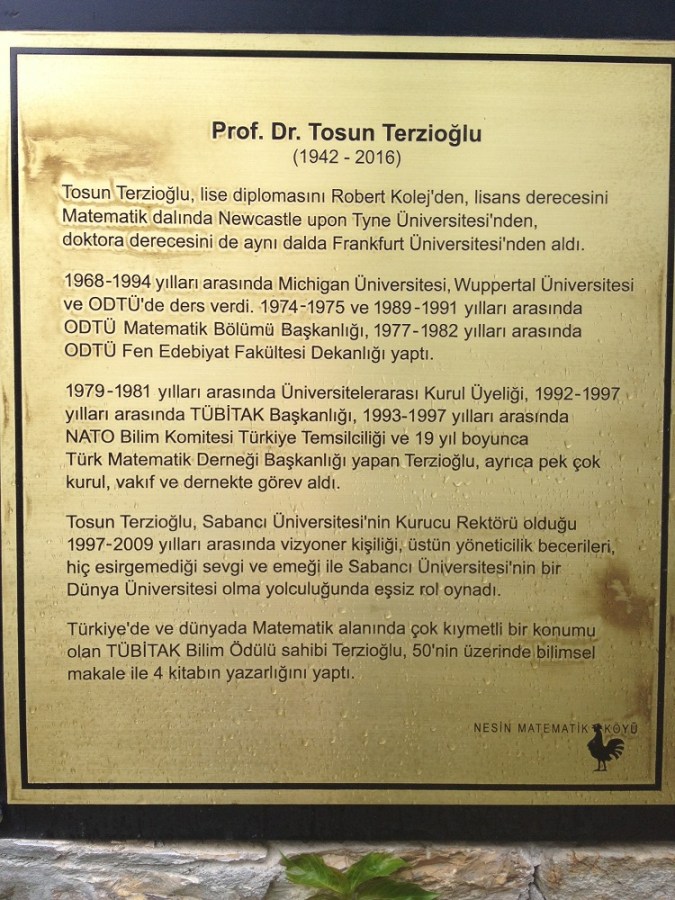 Prof. Dr. Tosun Terzioğlu
(1942 - 2016)
Tosun Terzioğlu, lise diplomasını Robert Kolej'den, lisans derecesini
Matematik dalında Newcastle upon Tyne Üniversitesi'nden,
doktora derecesini de aynı dalda Frankfurt Üniversitesi'nden aldı.
1968-1994 yılları arasında Michigan Üniversitesi, Wuppertal Üniversitesi
ve ODTÜ'de ders verdi. 1974-1975 ve 1989-1991 yılları arasında
ODTÜ Matematik Bölümü Başkanlığı, 1977-1982 yılları arasında
ODTÜ Fen Edebiyat Fakültesi Dekanlığı yaptı.
1979-1981 yılları arasında Üniversitelerarası Kurul Üyeliği, 1992-1997
yılları arasında TÜBİTAK Başkanlığı, 1993-1997 yılları arasında
NATO Bilim Komitesi Türkiye Temsilciliği ve 19 yıl boyunca
Türk Matematik Derneği Başkanlığı yapan Terzioğlu, ayrıca pek çok
kurul, vakıf ve dernekte görev aldı.
Tosun Terzioğlu, Sabancı Üniversitesi'nin Kurucu Rektörü olduğu
1997-2009 yılları arasında vizyoner kişiliği, üstün yöneticilik becerileri,
hiç esirgemediği sevgi ve emeği ile Sabancı Üniversitesi'nin bir
Dünya Üniversitesi olma yolculuğunda eşsiz rol oynadı.
Türkiye'de ve dünyada Matematik alanında çok kıymetli bir konumu
olan TÜBİTAK Bilim Ödülü sahibi Terzioğlu, 50'nin üzerinde bilimsel
makale ile 4 kitabın yazarlığını yaptı.
NESİN MATEMATİK KÖYÜ